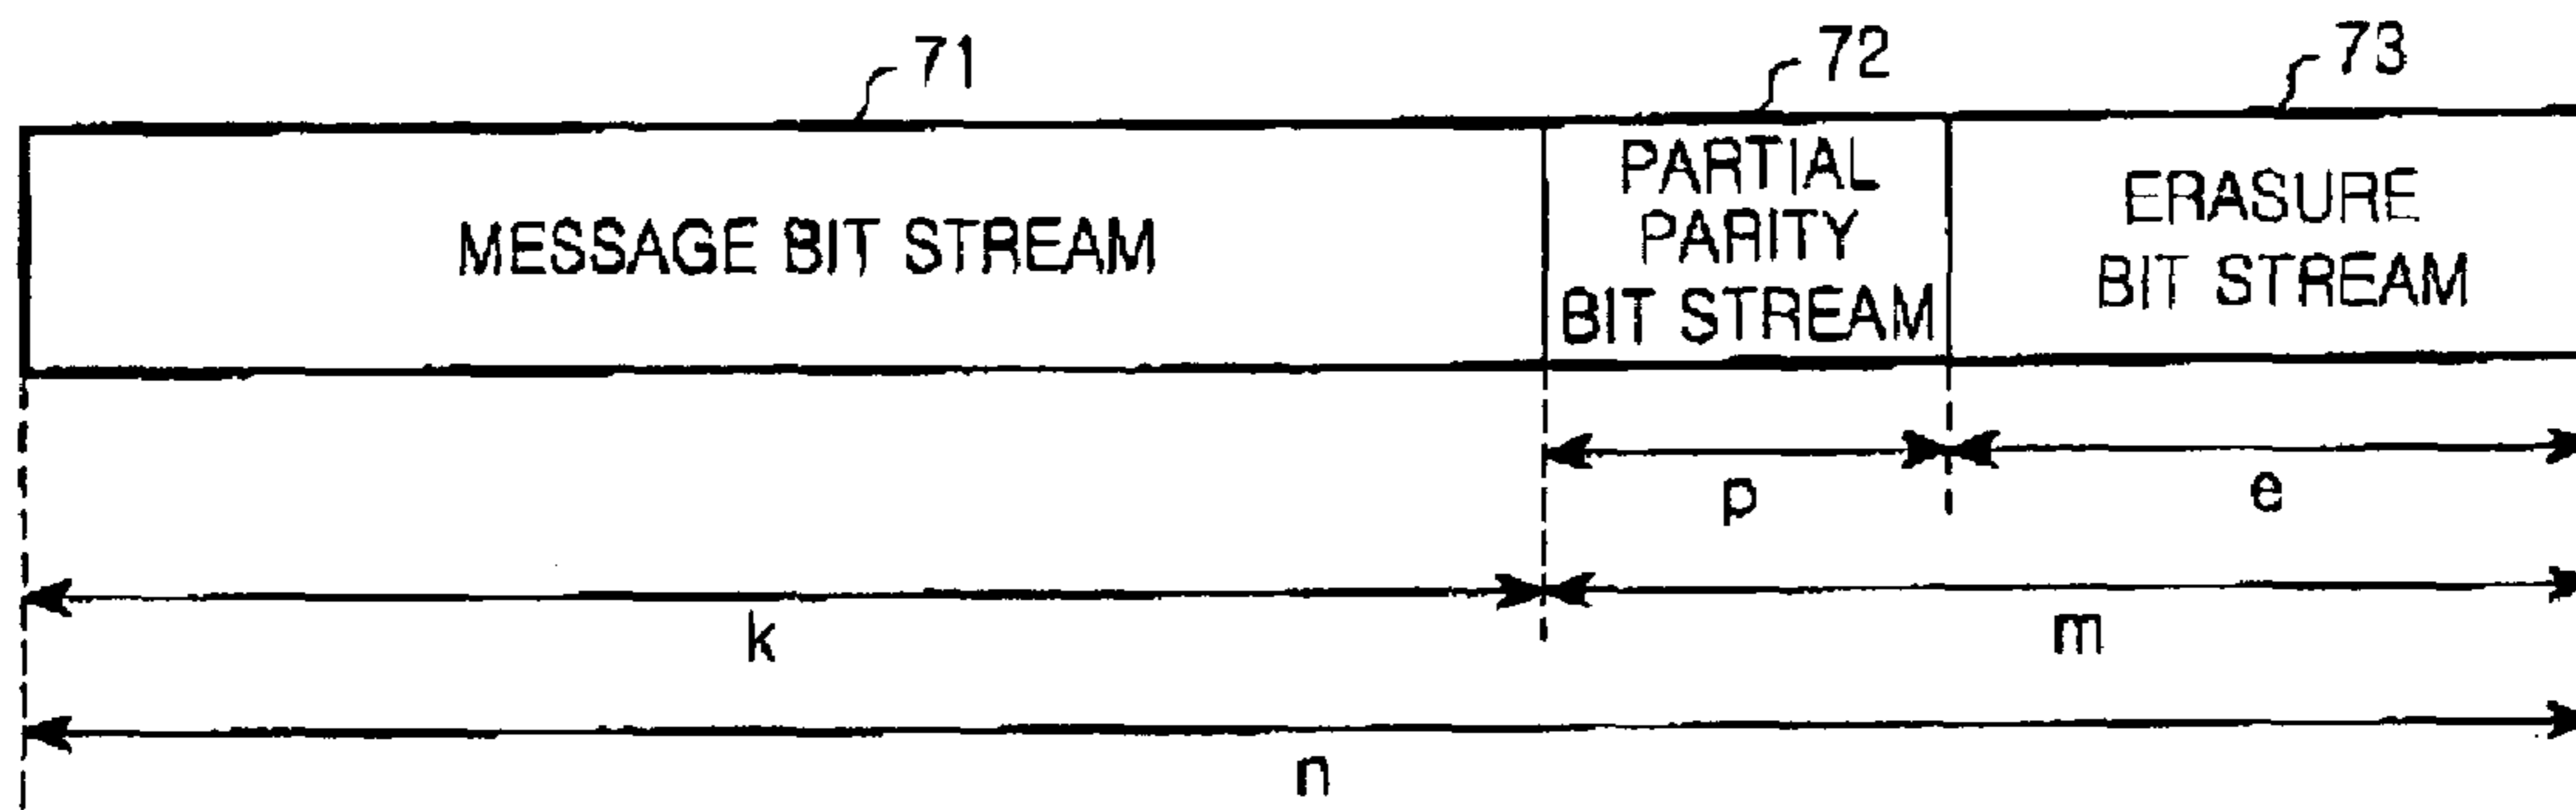 71
72
73
MESSAGE BIT STREAM
PARTIAL
PARITY
BIT STREAM
ERASURE
BIT STREAM
p
e
k
m
n